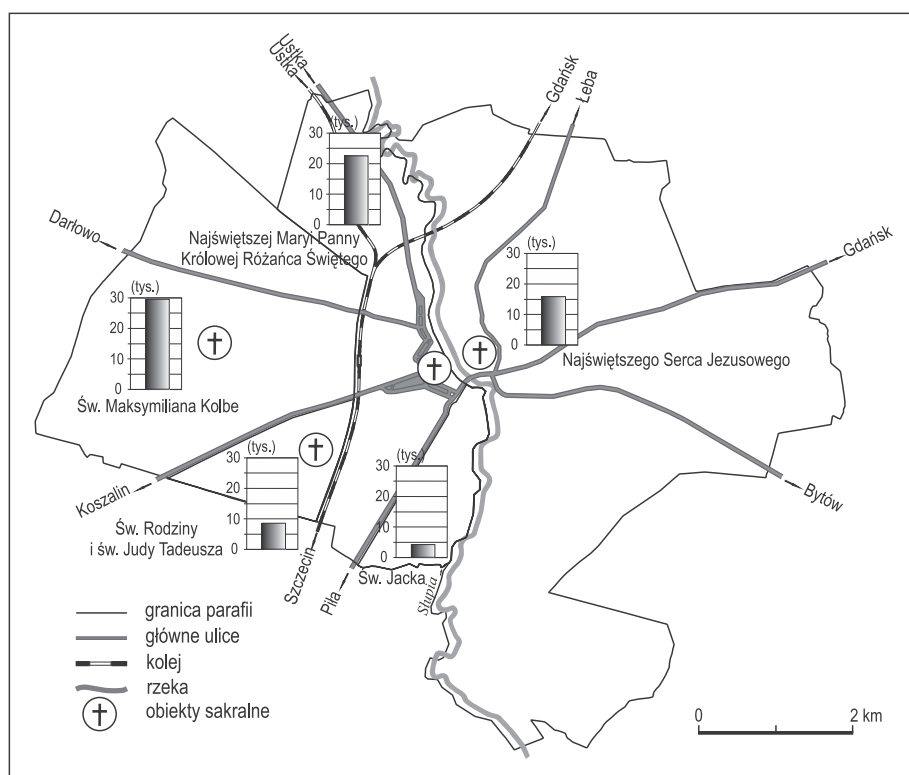 Ustka
Ustka
Gdańsk
Łeba
(tys.)
30
20
10
0
Najświętszej Maryi Panny
Królowej Różańca Świętego
Darłowo
Gdańsk
(tys.)
30
20
10
0
Najświętszego Serca Jezusowego
(tys.)
30
20
10
0
Św. Maksymiliana Kolbe
Koszalin
(tys.)
30
20
10
0
Św. Rodziny
i św. Judy Tadeusza
Szczecin
(tys.)
30
20
10
0
Św. Jacka
Piła
Słupia
Bytów
granica parafii
główne ulice
kolej
rzeka
obiekty sakralne
0
2 km